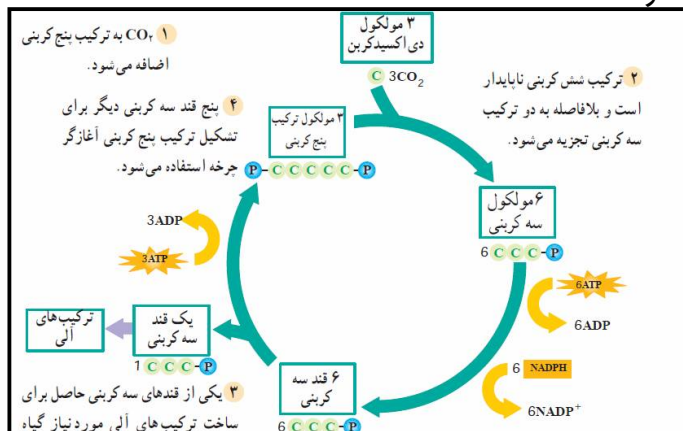 ۳ مولکول
دی‌اکسیدکربن
C 3CO₂
۱ CO₂ به ترکیب پنج کربنی
اضافه می‌شود.
۲ ترکیب شش کربنی ناپایدار
است و بلافاصله به دو ترکیب
سه کربنی تجزیه می‌شود.
۴ پنج قند سه کربنی دیگر برای
تشکیل ترکیب پنج کربنی آغازگر
چرخه استفاده می‌شود.
۳ مولکول ترکیب
پنج کربنی
P C C C C C P
۶ مولکول
سه کربنی
6 C C C P
3ADP
3ATP
6ATP
6ADP
6 NADPH
6NADP⁺
ترکیب‌های
آلی
یک قند
سه کربنی
1 C C C P
۶ قند سه
کربنی
6 C C C P
۳ یکی از قندهای سه کربنی حاصل برای
ساخت ترکیب‌های آلی موردنیاز گیاه